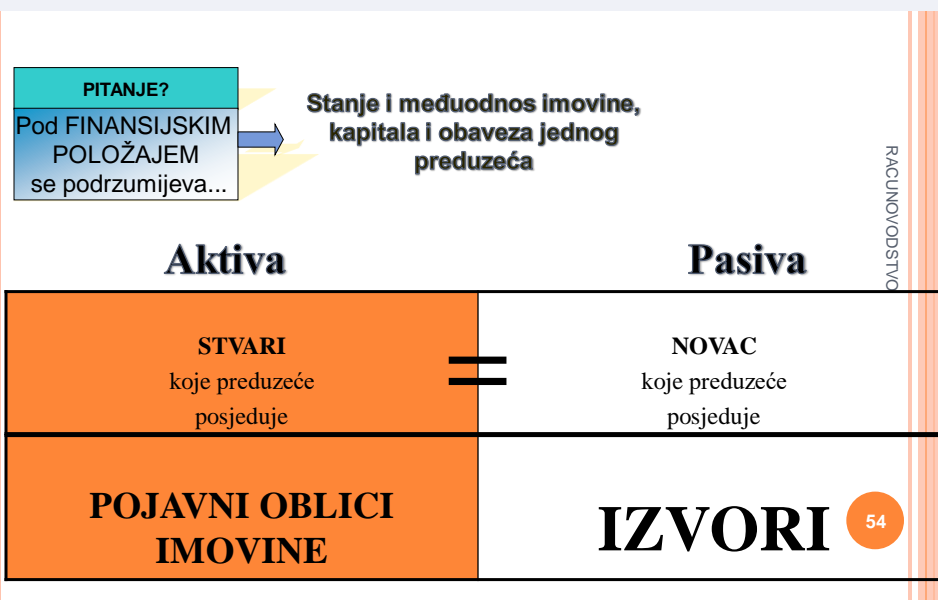 PITANJE?
Pod FINANSIJSKIM
POLOŽAJEM
se podrzumijeva...
Stanje i međuodnos imovine,
kapitala i obaveza jednog
preduzeća
RACUNOVODSTVO
Aktiva
Pasiva
STVARI
koje preduzeće
posjeduje
=
NOVAC
koje preduzeće
posjeduje
POJAVNI OBLICI
IMOVINE
IZVORI
54